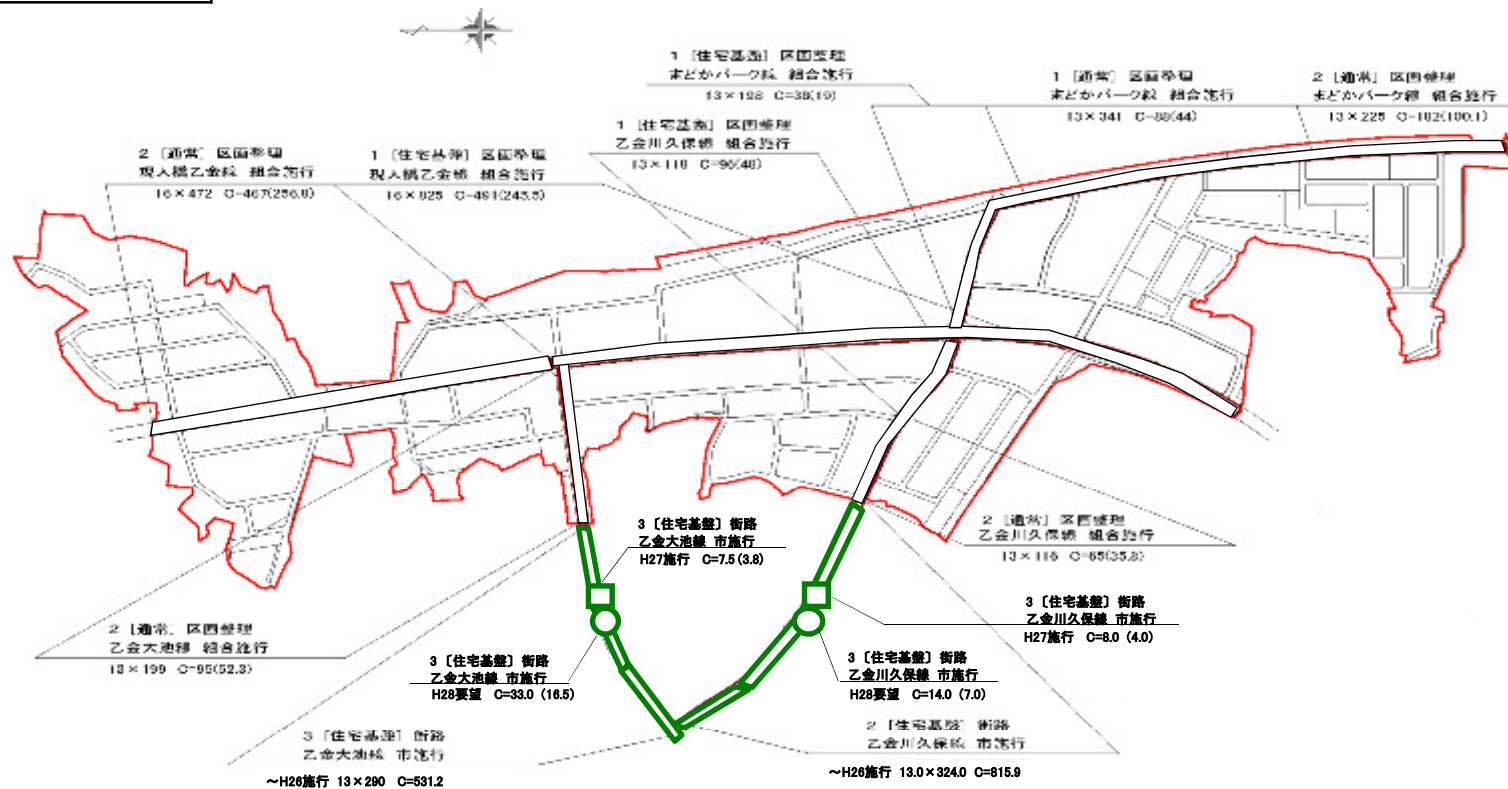 1 [住宅基盤] 区画整理
まどかパーク線 組合施行
13×198 C=38(19)
1 [通常] 区画整理
まどかパーク線 組合施行
13×341 C=88(44)
2 [通常] 区画整理
まどかパーク線 組合施行
13×225 C=182(100.1)
1 [住宅基盤] 区画整理
乙金川久保線 組合施行
13×118 C=96(48)
2 [通常] 区画整理
現人橋乙金線 組合施行
16×472 C=467(256.8)
1 [住宅基盤] 区画整理
現人橋乙金線 組合施行
16×825 C=491(245.5)
2 [通常] 区画整理
乙金川久保線 組合施行
13×116 C=65(35.8)
3 〔住宅基盤〕 街路
乙金大池線 市施行
H27施行 C=7.5 (3.8)
3 〔住宅基盤〕 街路
乙金川久保線 市施行
H27施行 C=8.0 (4.0)
2 [通常] 区画整理
乙金大池線 組合施行
13×199 C=95(52.3)
3 〔住宅基盤〕 街路
乙金大池線 市施行
H28要望 C=33.0 (16.5)
3 〔住宅基盤〕 街路
乙金川久保線 市施行
H28要望 C=14.0 (7.0)
3 [住宅基盤] 街路
乙金大池線 市施行
～H26施行 13×290 C=531.2
2 [住宅基盤] 街路
乙金川久保線 市施行
～H26施行 13.0×324.0 C=815.9